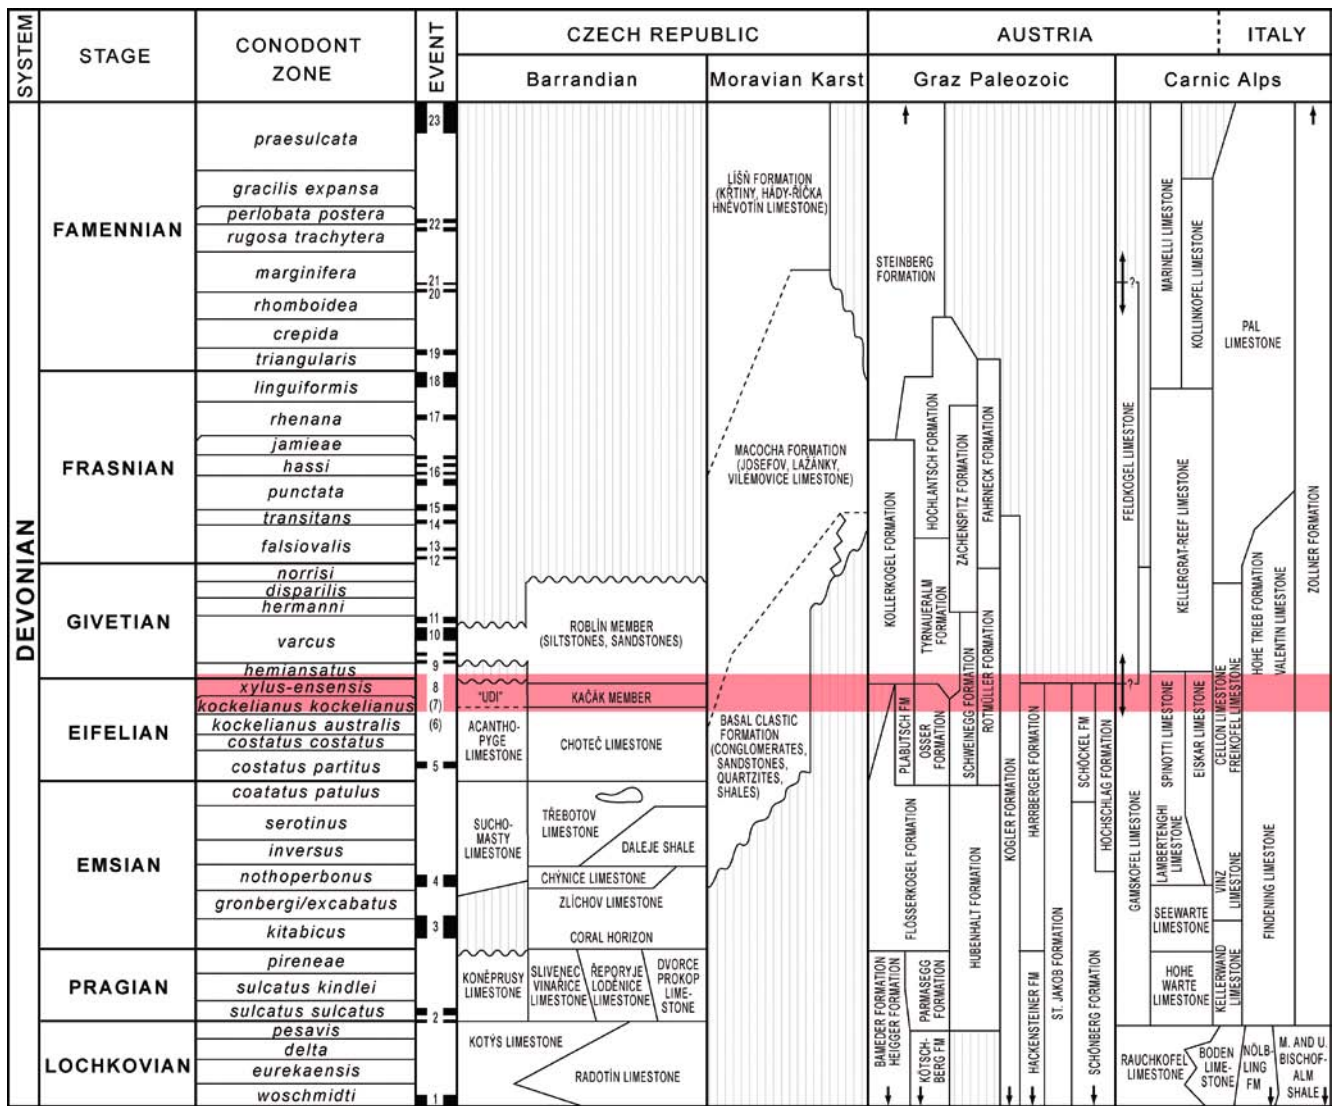 SYSTEM
STAGE
CONODONT
ZONE
EVENT
CZECH REPUBLIC
AUSTRIA
ITALY
Barrandian
Moravian Karst
Graz Paleozoic
Carnic Alps
DEVONIAN
FAMENNIAN
FRASNIAN
GIVETIAN
EIFELIAN
EMSIAN
PRAGIAN
LOCHKOVIAN
praesulcata
gracilis expansa
perlobata postera
rugosa trachytera
marginifera
rhomboidea
crepida
triangularis
linguiformis
rhenana
jamieae
hassi
punctata
transitans
falsiovalis
norrisi
disparilis
hermanni
varcus
hemiansatus
xylus-ensensis
kockelianus kockelianus
kockelianus australis
costatus costatus
costatus partitus
coatatus patulus
serotinus
inversus
nothoperbonus
gronbergi/excabatus
kitabicus
pireneae
sulcatus kindlei
sulcatus sulcatus
pesavis
delta
eurekaensis
woschmidti
23
22
21
20
19
18
17
16
15
14
13
12
11
10
9
8
(7)
(6)
5
4
3
2
1
ROBLÍN MEMBER
(SILTSTONES, SANDSTONES)
"UDI"
KAČÁK MEMBER
ACANTHO-
PYGE
LIMESTONE
CHOTEČ LIMESTONE
SUCHO-
MASTY
LIMESTONE
TŘEBOTOV
LIMESTONE
DALEJE SHALE
CHÝNICE LIMESTONE
ZLÍCHOV LIMESTONE
CORAL HORIZON
KONĚPRUSY
LIMESTONE
SLIVENEC
VINAŘICE
LIMESTONE
ŘEPORYJE
LODĚNICE
LIMESTONE
DVORCE
PROKOP
LIME-
STONE
KOTÝS LIMESTONE
RADOTÍN LIMESTONE
LÍŠŇ FORMATION
(KŘTINY, HÁDY-ŘÍČKA
HNĚVOTÍN LIMESTONE)
MACOCHA FORMATION
(JOSEFOV, LAŽÁNKY,
VILÉMOVICE LIMESTONE)
BASAL CLASTIC
FORMATION
(CONGLOMERATES,
SANDSTONES,
QUARTZITES,
SHALES)
STEINBERG
FORMATION
KOLLERKOGEL FORMATION
HOCHLANTSCH FORMATION
ZACHENSPITZ FORMATION
FAHRNECK FORMATION
TYRNAUERALM
FORMATION
PLABUTSCH FM
OSSER
FORMATION
SCHWEINEGG FORMATION
ROTMÜLLER FORMATION
KOGLER FORMATION
HARRBERGER FORMATION
SCHÖCKEL FM
HOCHSCHLAG FORMATION
FLÖSSERKOGEL FORMATION
HUBENHALT FORMATION
BAMEDER FORMATION
HEIGGER FORMATION
PARMASEGG
FORMATION
KÖTSCH-
BERG FM
HACKENSTEINER FM
ST. JAKOB FORMATION
SCHÖNBERG FORMATION
?
?
FELDKOGEL LIMESTONE
GAMSKOFEL LIMESTONE
MARINELLI LIMESTONE
KOLLINKOFEL LIMESTONE
KELLERGRAT-REEF LIMESTONE
SPINOTTI LIMESTONE
EISKAR LIMESTONE
LAMBERTENGHI
LIMESTONE
SEEWARTE
LIMESTONE
HOHE
WARTE
LIMESTONE
CELLON LIMESTONE
FREIKOFEL LIMESTONE
VINZ
LIMESTONE
KELLERWAND
LIMESTONE
PAL
LIMESTONE
HOHE TRIEB FORMATION
VALENTIN LIMESTONE
FINDENING LIMESTONE
ZOLLNER FORMATION
RAUCHKOFEL
LIMESTONE
BODEN
LIME-
STONE
NÖLB-
LING
FM
M. AND U.
BISCHOF-
ALM
SHALE